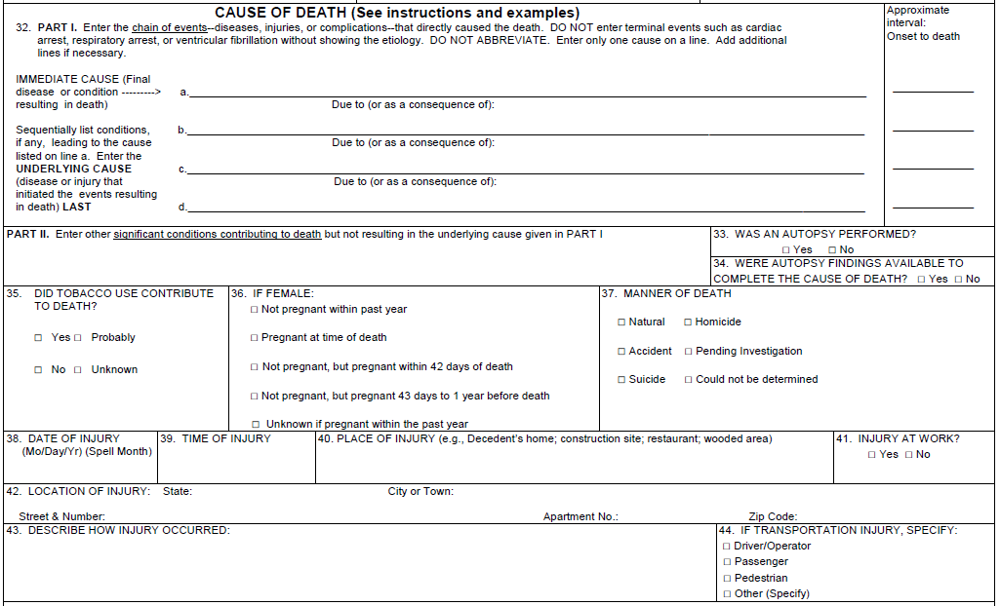 CAUSE OF DEATH (See instructions and examples)
32. PART I. Enter the chain of events--diseases, injuries, or complications--that directly caused the death. DO NOT enter terminal events such as cardiac
arrest, respiratory arrest, or ventricular fibrillation without showing the etiology. DO NOT ABBREVIATE. Enter only one cause on a line. Add additional
lines if necessary.
Approximate
interval:
Onset to death
IMMEDIATE CAUSE (Final
disease or condition --------->
resulting in death)
a.
Due to (or as a consequence of):
Sequentially list conditions,
if any, leading to the cause
listed on line a. Enter the
UNDERLYING CAUSE
(disease or injury that
initiated the events resulting
in death) LAST
b.
Due to (or as a consequence of):
c.
Due to (or as a consequence of):
d.
PART II. Enter other significant conditions contributing to death but not resulting in the underlying cause given in PART I
33. WAS AN AUTOPSY PERFORMED?
□ Yes □ No
34. WERE AUTOPSY FINDINGS AVAILABLE TO
COMPLETE THE CAUSE OF DEATH? □ Yes □ No
35. DID TOBACCO USE CONTRIBUTE
TO DEATH?
□ Yes □ Probably
□ No □ Unknown
36. IF FEMALE:
□ Not pregnant within past year
□ Pregnant at time of death
□ Not pregnant, but pregnant within 42 days of death
□ Not pregnant, but pregnant 43 days to 1 year before death
□ Unknown if pregnant within the past year
37. MANNER OF DEATH
□ Natural □ Homicide
□ Accident □ Pending Investigation
□ Suicide □ Could not be determined
38. DATE OF INJURY
(Mo/Day/Yr) (Spell Month)
39. TIME OF INJURY
40. PLACE OF INJURY (e.g., Decedent's home; construction site; restaurant; wooded area)
41. INJURY AT WORK?
□ Yes □ No
42. LOCATION OF INJURY: State: City or Town:
Street & Number: Apartment No.: Zip Code:
43. DESCRIBE HOW INJURY OCCURRED:
44. IF TRANSPORTATION INJURY, SPECIFY:
□ Driver/Operator
□ Passenger
□ Pedestrian
□ Other (Specify)